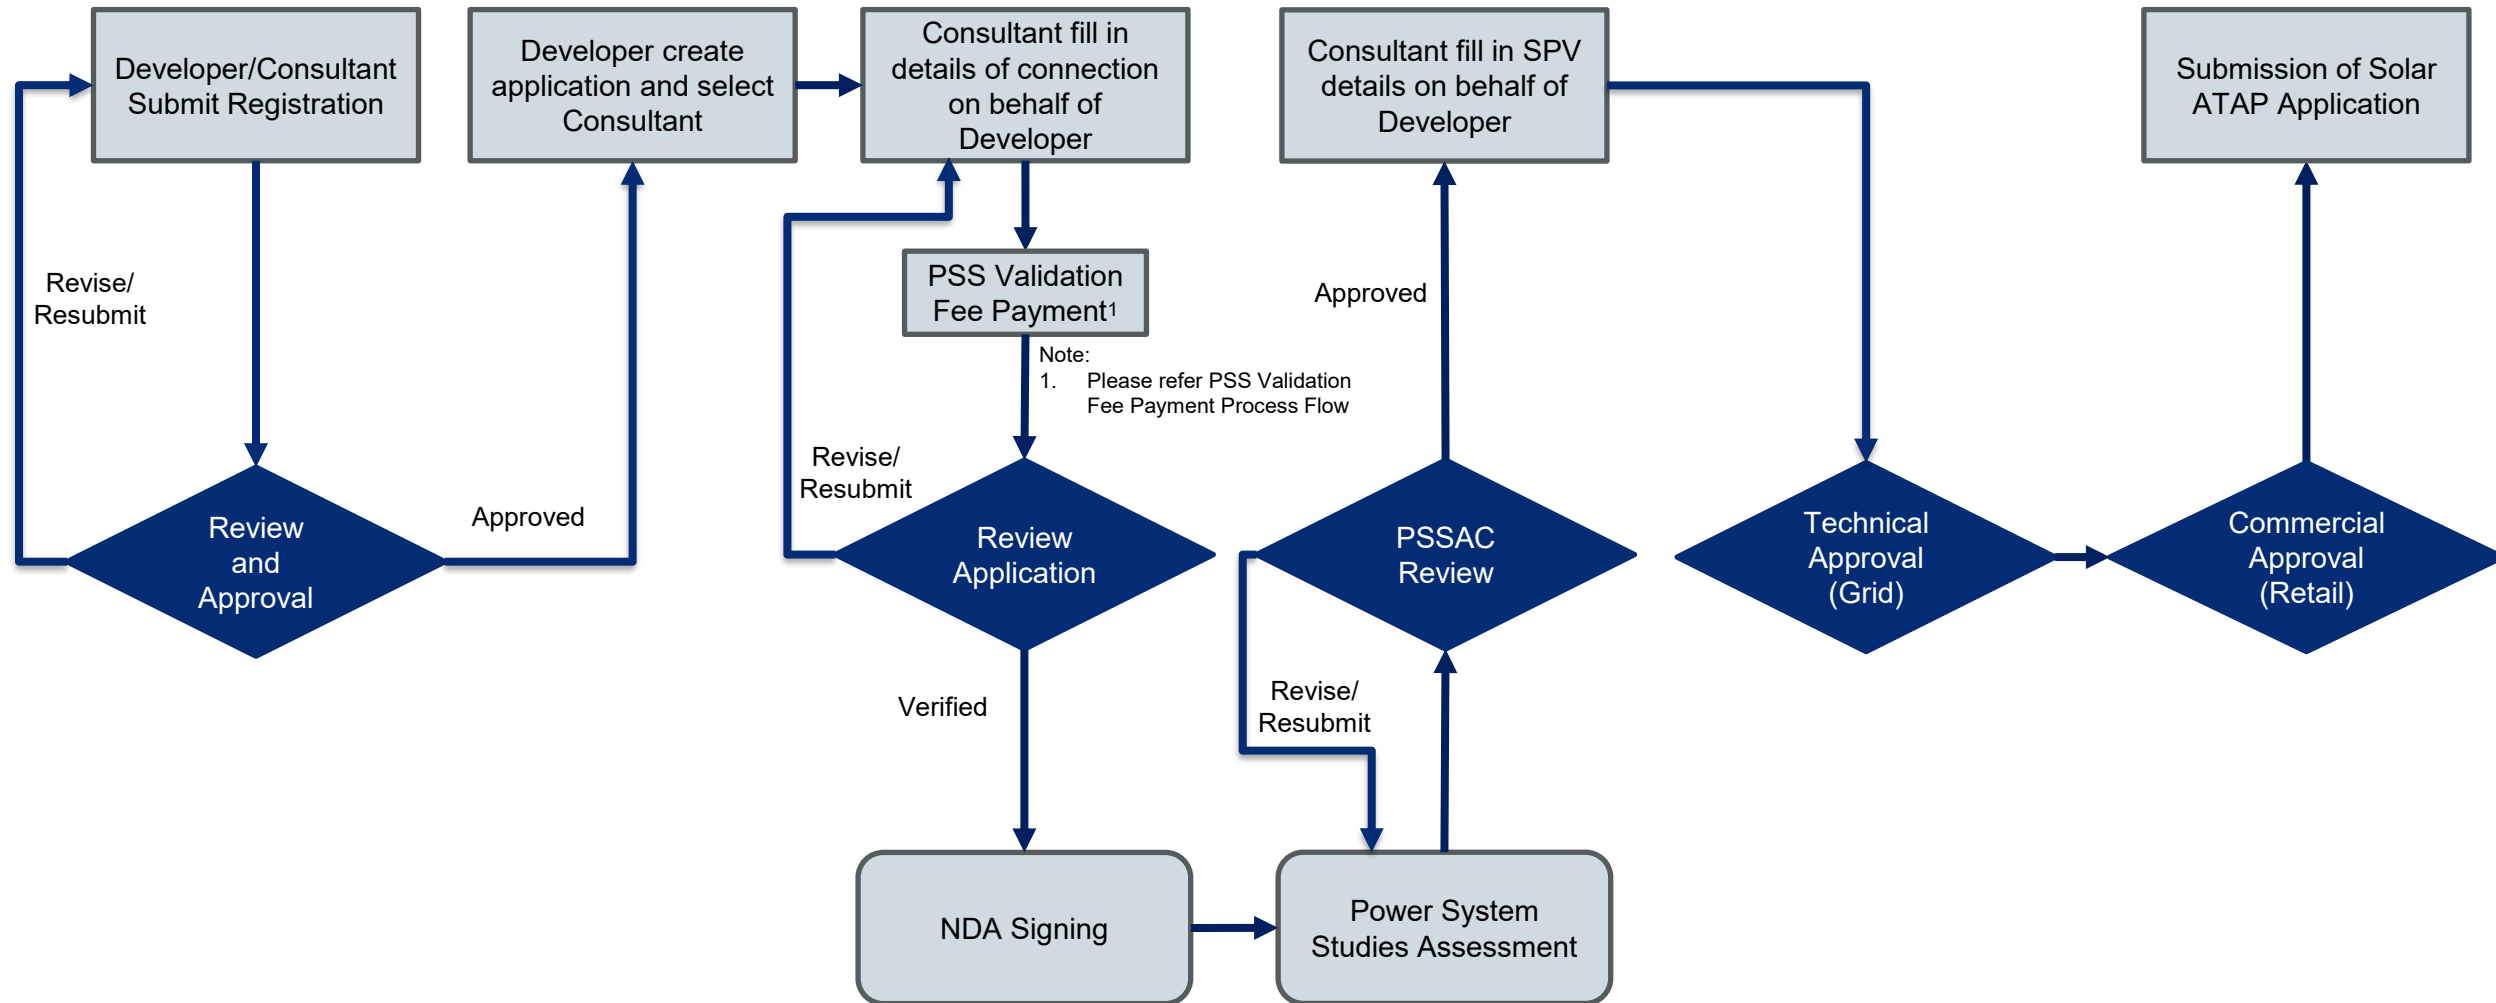 Developer/Consultant
Submit Registration
Revise/
Resubmit
Review
and
Approval
Approved
Developer create
application and select
Consultant
Consultant fill in
details of connection
on behalf of
Developer
PSS Validation
Fee Payment1
Note:
1. Please refer PSS Validation
Fee Payment Process Flow
Revise/
Resubmit
Review
Application
Verified
NDA Signing
Power System
Studies Assessment
Revise/
Resubmit
PSSAC
Review
Approved
Consultant fill in SPV
details on behalf of
Developer
Technical
Approval
(Grid)
Commercial
Approval
(Retail)
Submission of Solar
ATAP Application